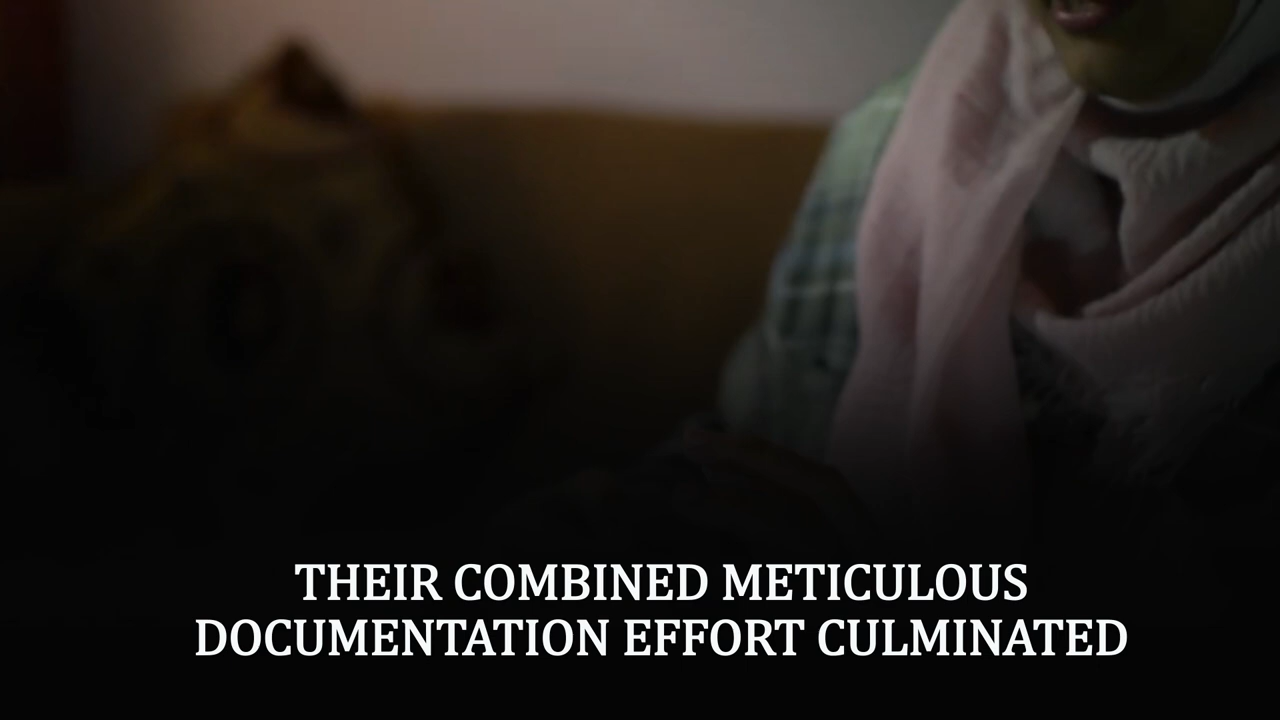 THEIR COMBINED METICULOUS
DOCUMENTATION EFFORT CULMINATED